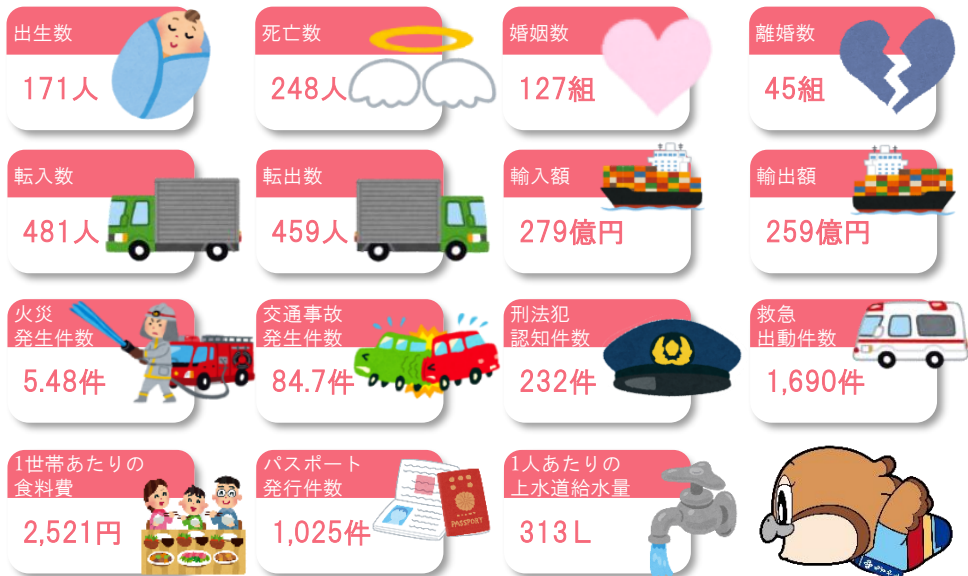 出生数
171人
死亡数
248人
婚姻数
127組
離婚数
45組
転入数
481人
転出数
459人
輸入額
279億円
輸出額
259億円
火災
発生件数
5.48件
交通事故
発生件数
84.7件
刑法犯
認知件数
232件
救急
出動件数
1,690件
1世帯あたりの
食料費
2,521円
パスポート
発行件数
1,025件
PASSPORT
1人あたりの
上水道給水量
313L